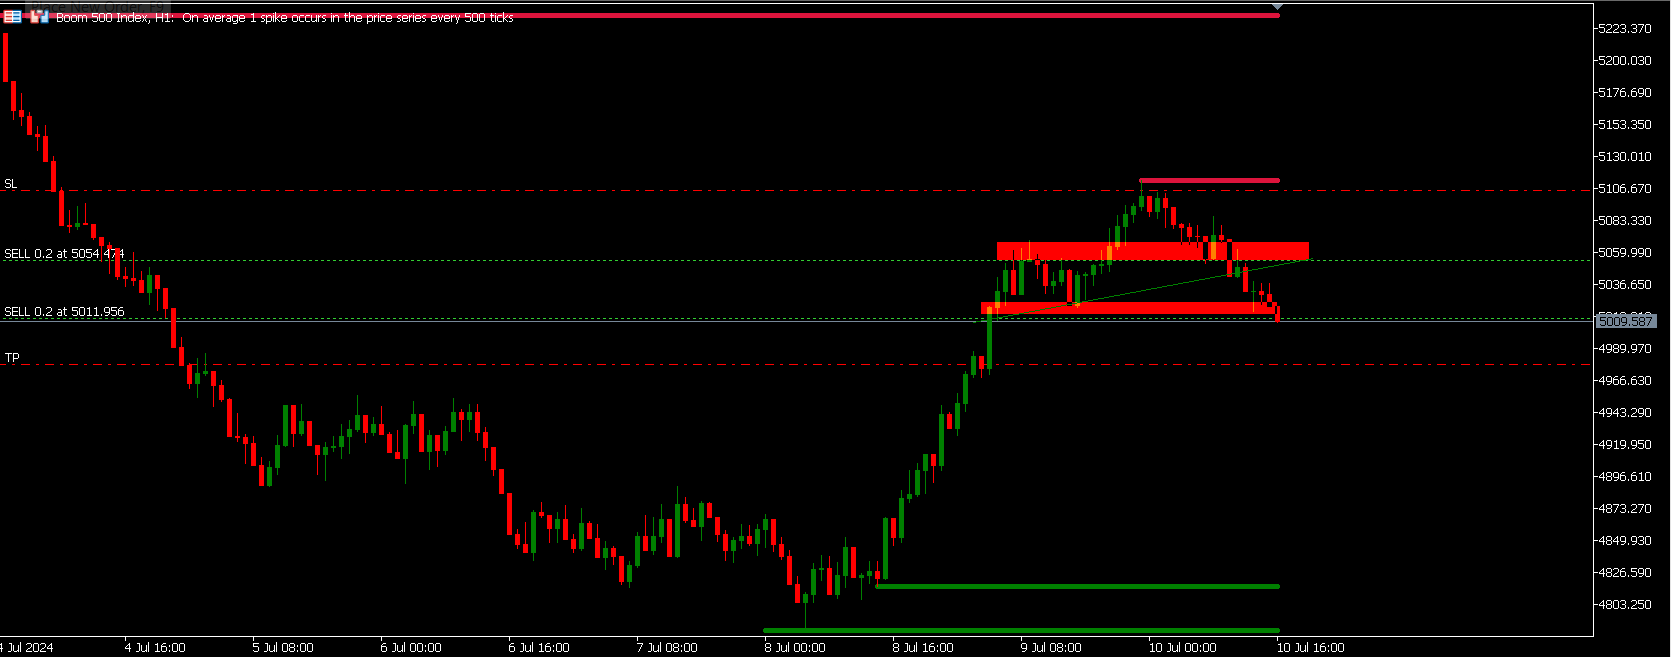 Boom 500 Index, H1:  On average 1 spike occurs in the price series every 500 ticks
5223.370
5200.030
5176.690
5153.350
5130.010
SL
5106.670
5083.330
SELL 0.2 at 5054.474
5059.990
5036.650
SELL 0.2 at 5011.956
5009.587
TP
4989.970
4966.630
4943.290
4919.950
4896.610
4873.270
4849.930
4826.590
4803.250
4 Jul 2024
4 Jul 16:00
5 Jul 08:00
6 Jul 00:00
6 Jul 16:00
7 Jul 08:00
8 Jul 00:00
8 Jul 16:00
9 Jul 08:00
10 Jul 00:00
10 Jul 16:00